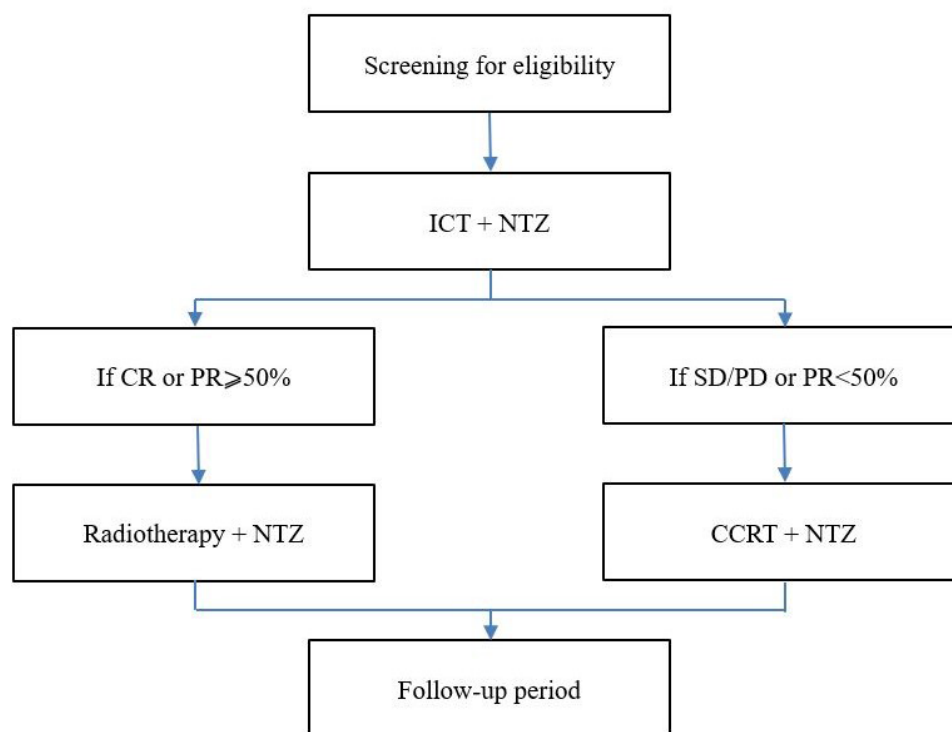 Screening for eligibility
ICT + NTZ
If CR or PR⩾50%
If SD/PD or PR<50%
Radiotherapy + NTZ
CCRT + NTZ
Follow-up period